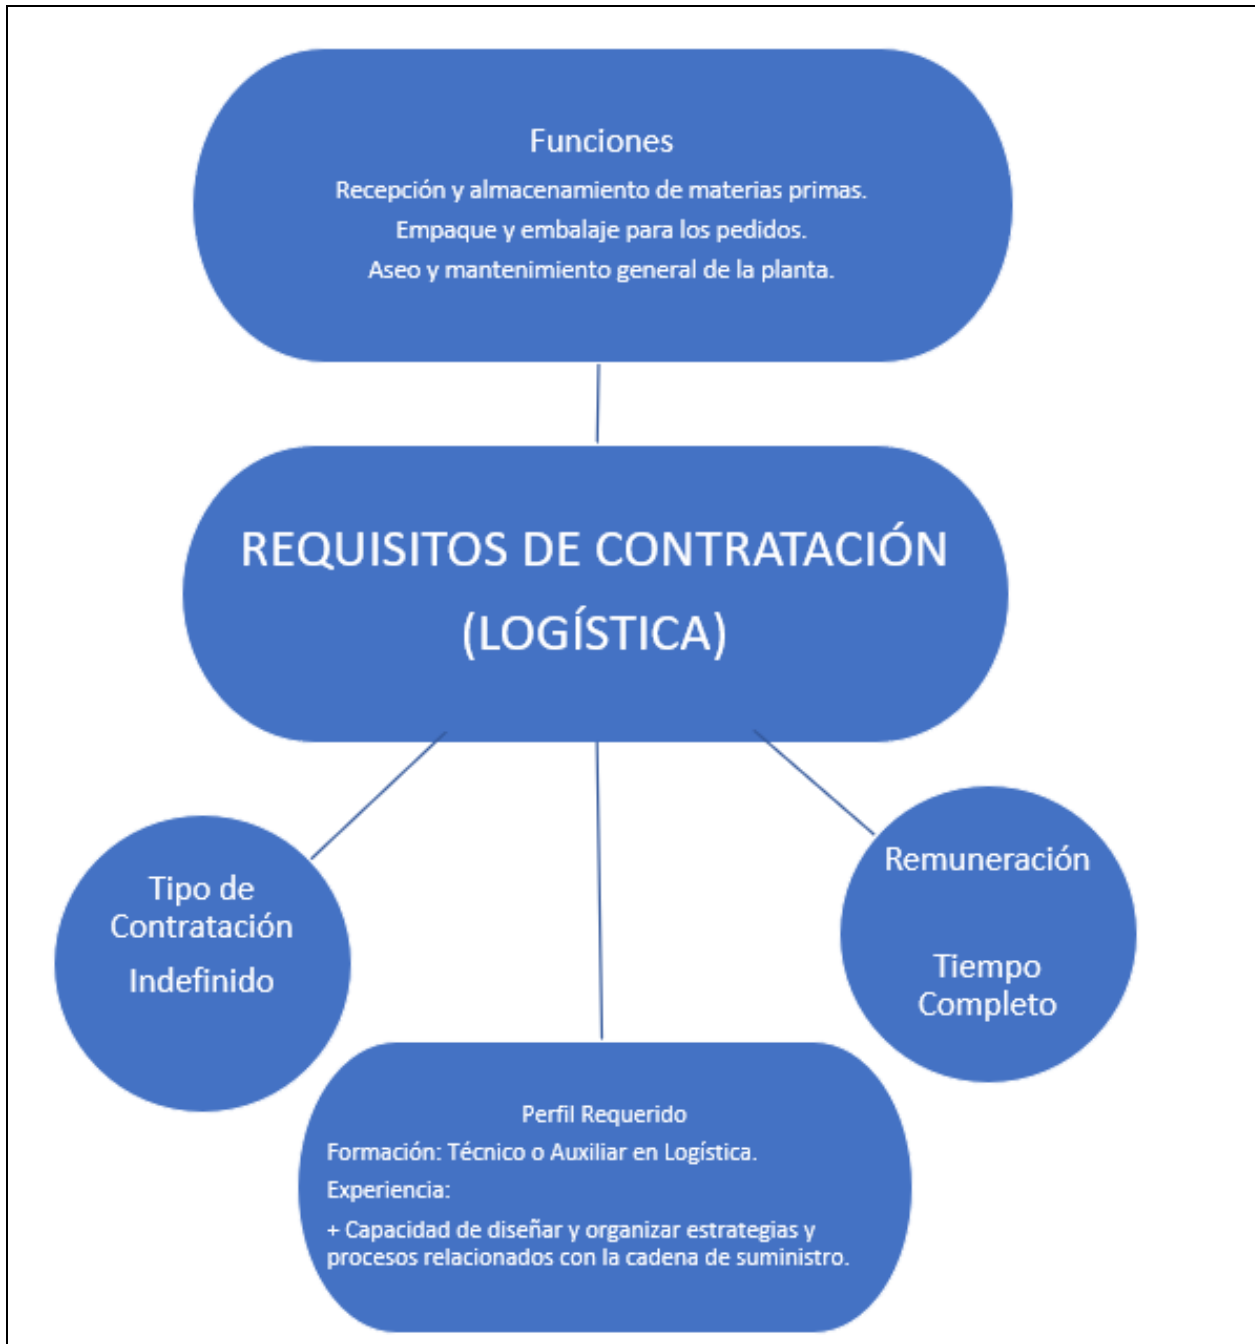 Funciones
Recepción y almacenamiento de materias primas.
Empaque y embalaje para los pedidos.
Aseo y mantenimiento general de la planta.
REQUISITOS DE CONTRATACIÓN
(LOGÍSTICA)
Tipo de
Contratación
Indefinido
Remuneración
Tiempo
Completo
Perfil Requerido
Formación: Técnico o Auxiliar en Logística.
Experiencia:
+ Capacidad de diseñar y organizar estrategias y
procesos relacionados con la cadena de suministro.